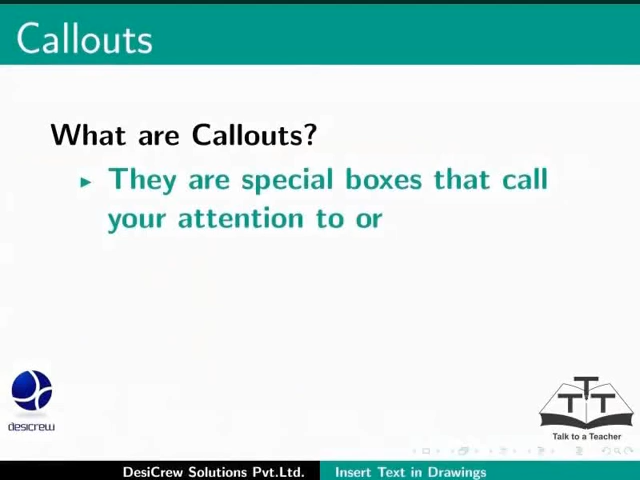 Callouts
What are Callouts?
They are special boxes that call
your attention to or
desicrew
TTT
Talk to a Teacher
DesiCrew Solutions Pvt.Ltd.
Insert Text in Drawings